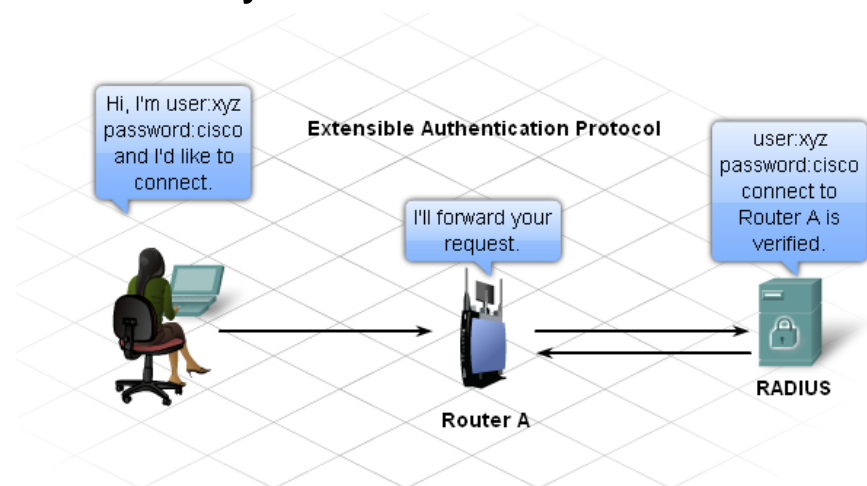 Hi, I'm user:xyz
password:cisco
and I'd like to
connect.
Extensible Authentication Protocol
I'll forward your
request.
user:xyz
password:cisco
connect to
Router A is
verified.
Router A
RADIUS